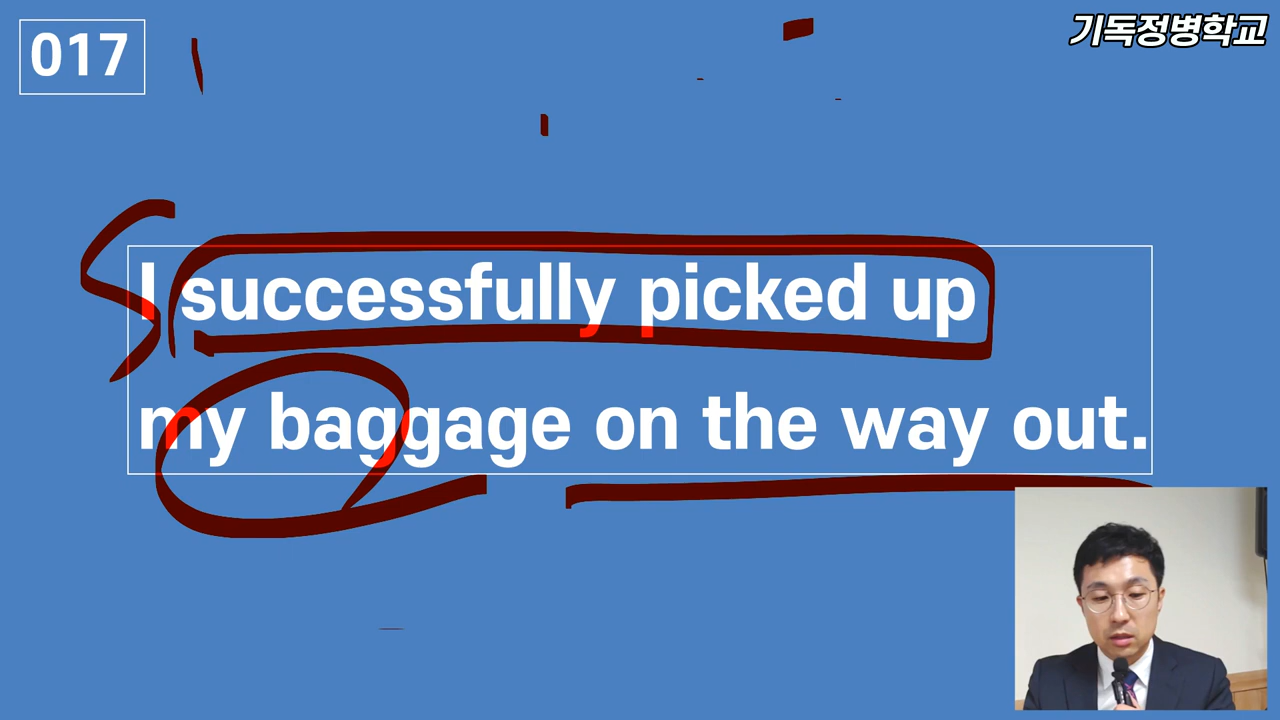 017
기독정병학교
I successfully picked up
my baggage on the way out.